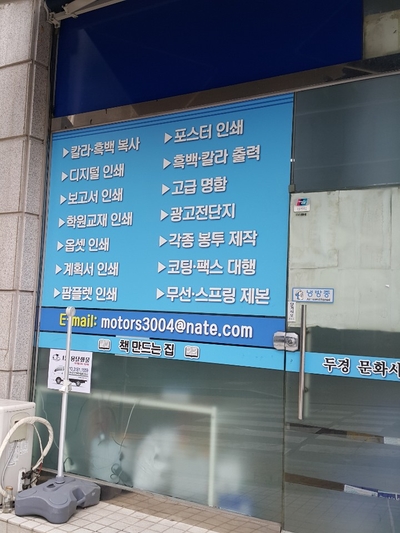 ▶칼라·흑백 복사
▶디지털 인쇄
▶보고서 인쇄
▶학원교재 인쇄
▶옵셋 인쇄
▶계획서 인쇄
▶팜플렛 인쇄
▶포스터 인쇄
▶흑백·칼라 출력
▶고급 명함
▶광고전단지
▶각종 봉투 제작
▶코팅·팩스 대행
▶무선·스프링 제본
E-mail: motors3004@nate.com
책 만드는 집
냉방중
두경 문화사